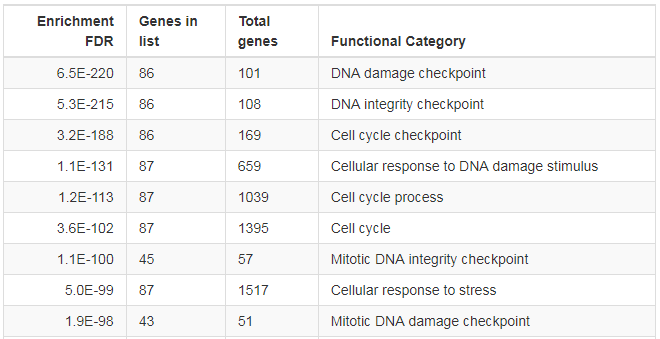 Enrichment FDR Genes in list Total genes Functional Category
6.5E-220 86 101 DNA damage checkpoint
5.3E-215 86 108 DNA integrity checkpoint
3.2E-188 86 169 Cell cycle checkpoint
1.1E-131 87 659 Cellular response to DNA damage stimulus
1.2E-113 87 1039 Cell cycle process
3.6E-102 87 1395 Cell cycle
1.1E-100 45 57 Mitotic DNA integrity checkpoint
5.0E-99 87 1517 Cellular response to stress
1.9E-98 43 51 Mitotic DNA damage checkpoint